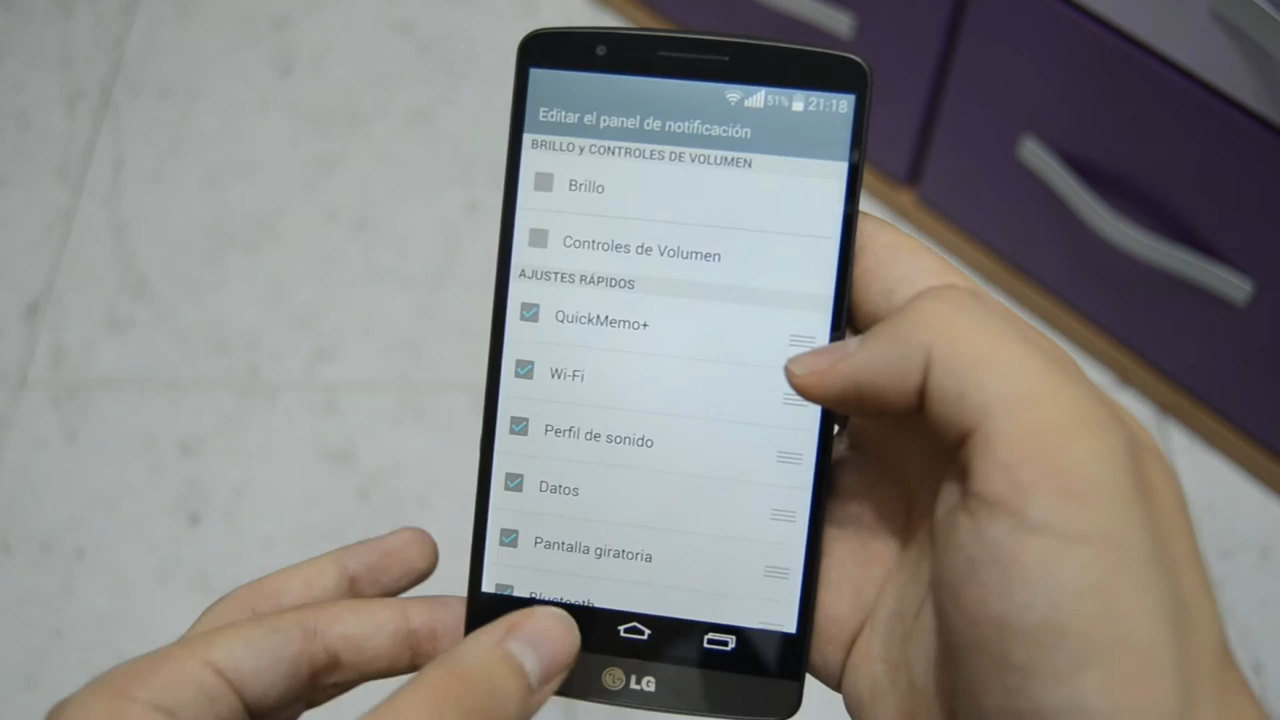 51% 21:18
Editar el panel de notificación
BRILLO y CONTROLES DE VOLUMEN
Brillo
Controles de Volumen
AJUSTES RÁPIDOS
QuickMemo+
Wi-Fi
Perfil de sonido
Datos
Pantalla giratoria
Bluetooth
LG